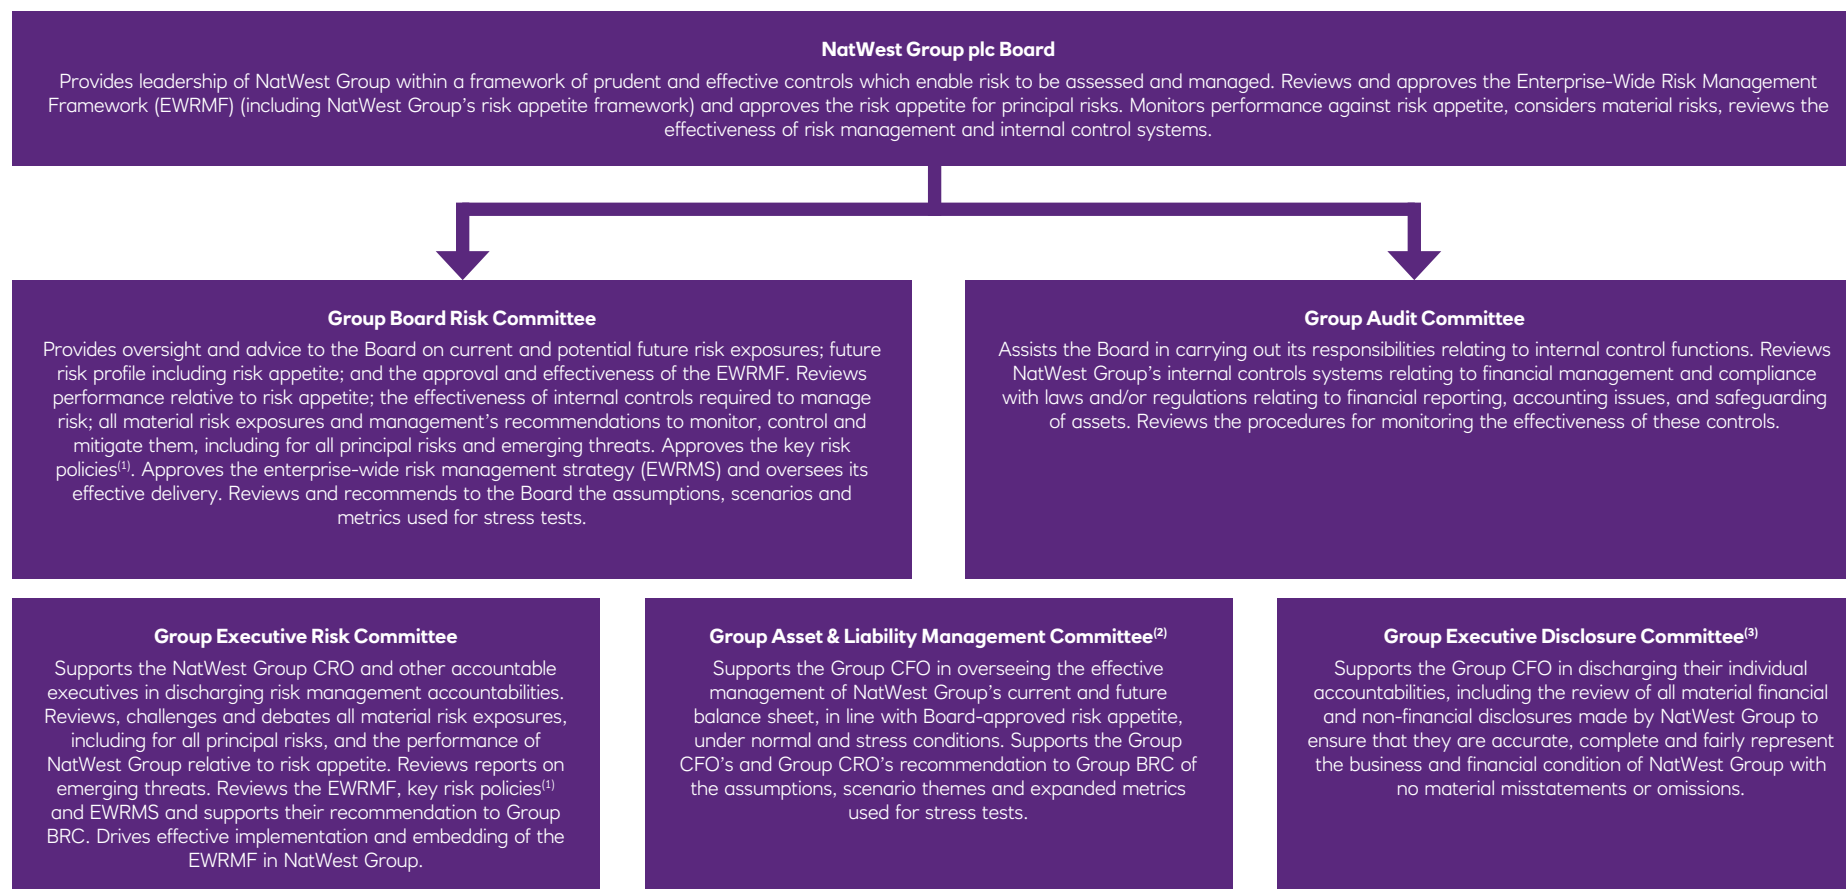 NatWest Group plc Board
Provides leadership of NatWest Group within a framework of prudent and effective controls which enable risk to be assessed and managed. Reviews and approves the Enterprise-Wide Risk Management
Framework (EWRMF) (including NatWest Group's risk appetite framework) and approves the risk appetite for principal risks. Monitors performance against risk appetite, considers material risks, reviews the
effectiveness of risk management and internal control systems.
Group Board Risk Committee
Provides oversight and advice to the Board on current and potential future risk exposures; future
risk profile including risk appetite; and the approval and effectiveness of the EWRMF. Reviews
performance relative to risk appetite; the effectiveness of internal controls required to manage
risk; all material risk exposures and management's recommendations to monitor, control and
mitigate them, including for all principal risks and emerging threats. Approves the key risk
policies(1). Approves the enterprise-wide risk management strategy (EWRMS) and oversees its
effective delivery. Reviews and recommends to the Board the assumptions, scenarios and
metrics used for stress tests.
Group Audit Committee
Assists the Board in carrying out its responsibilities relating to internal control functions. Reviews
NatWest Group's internal controls systems relating to financial management and compliance
with laws and/or regulations relating to financial reporting, accounting issues, and safeguarding
of assets. Reviews the procedures for monitoring the effectiveness of these controls.
Group Executive Risk Committee
Supports the NatWest Group CRO and other accountable
executives in discharging risk management accountabilities.
Reviews, challenges and debates all material risk exposures,
including for all principal risks, and the performance of
NatWest Group relative to risk appetite. Reviews reports on
emerging threats. Reviews the EWRMF, key risk policies(1)
and EWRMS and supports their recommendation to Group
BRC. Drives effective implementation and embedding of the
EWRMF in NatWest Group.
Group Asset & Liability Management Committee(2)
Supports the Group CFO in overseeing the effective
management of NatWest Group's current and future
balance sheet, in line with Board-approved risk appetite,
under normal and stress conditions. Supports the Group
CFO's and Group CRO's recommendation to Group BRC of
the assumptions, scenario themes and expanded metrics
used for stress tests.
Group Executive Disclosure Committee(3)
Supports the Group CFO in discharging their individual
accountabilities, including the review of all material financial
and non-financial disclosures made by NatWest Group to
ensure that they are accurate, complete and fairly represent
the business and financial condition of NatWest Group with
no material misstatements or omissions.